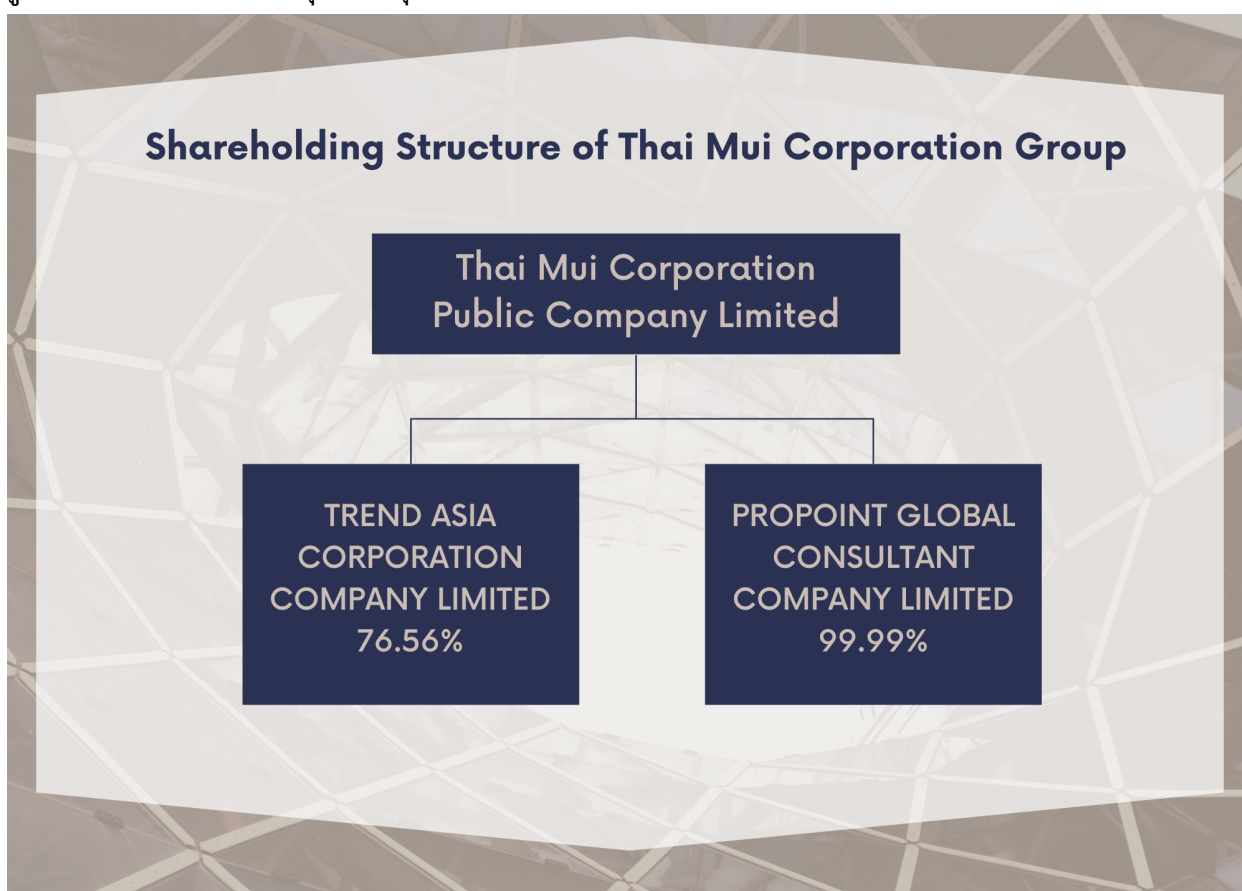 Shareholding Structure of Thai Mui Corporation Group
Thai Mui Corporation
Public Company Limited
TREND ASIA
CORPORATION
COMPANY LIMITED
76.56%
PROPOINT GLOBAL
CONSULTANT
COMPANY LIMITED
99.99%